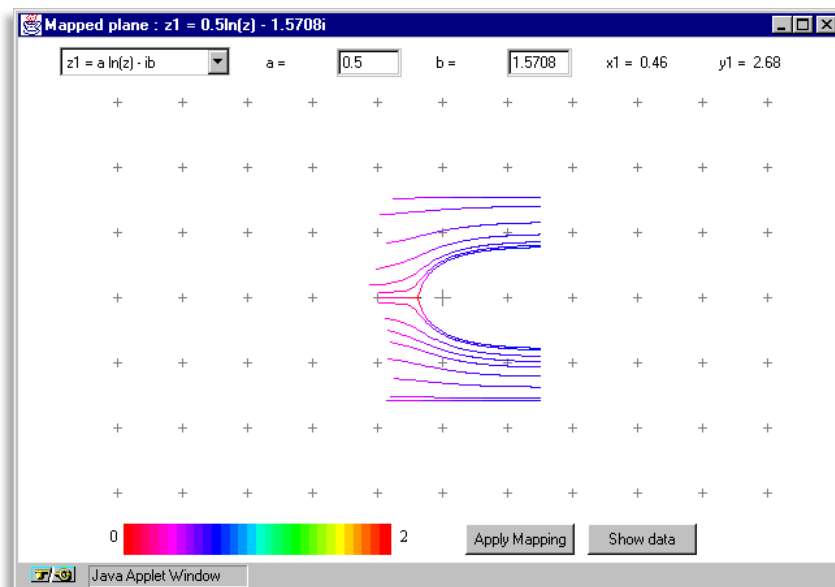 Mapped plane : z1 = 0.5ln(z) - 1.5708i
z1 = a ln(z) - ib a = 0.5 b = 1.5708 x1 = 0.46 y1 = 2.68
0 2 Apply Mapping Show data
Java Applet Window